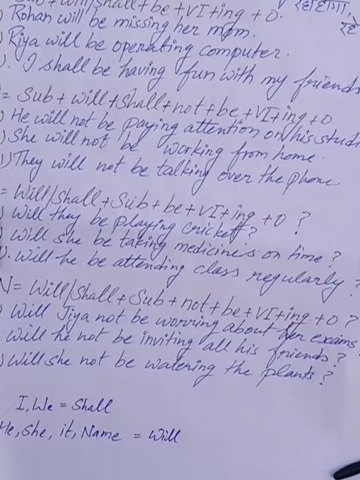 Sub+will/shall+be+VI+ing+O.
Rohan will be missing her mom.
Riya will be operating computer.
I shall be having fun with my friends
= Sub + will + shall + not + be + VI + ing + O
He will not be paying attention on his stud
She will not be working from home.
They will not be talking over the phone
= Will/Shall + Sub + be + VI + ing + O ?
) Will they be playing cricket?
Will she be taking medicines on time?
. Will he be attending class regularly ?
N = Will/Shall + Sub + not + be + VI + ing + O ?
Will Jiya not be worring about her exams
Will he not be inviting all his friends?
) Will she not be watering the plants ?
I, We = Shall
He, She, it, Name = Will